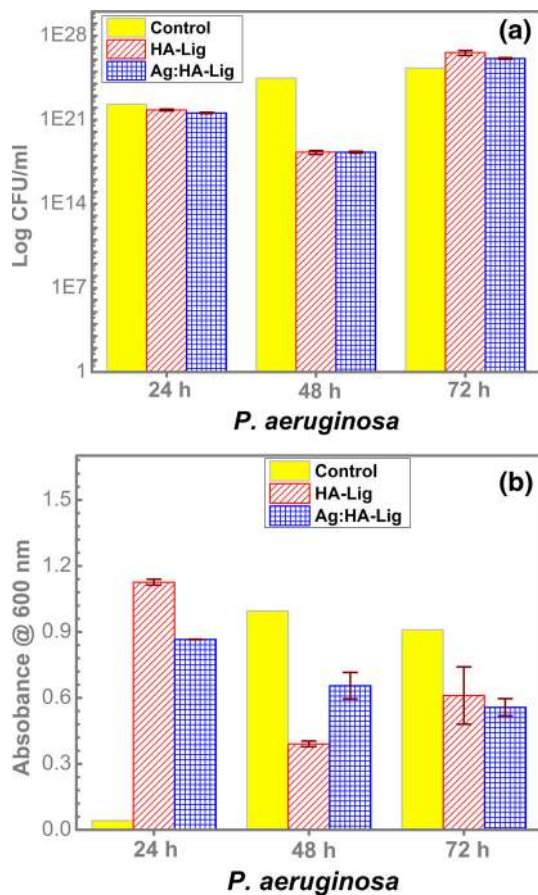 (a)
Control
HA-Lig
Ag:HA-Lig
Log CFU/ml
1E28
1E21
1E14
1E7
1
24 h 48 h 72 h
P. aeruginosa
(b)
Control
HA-Lig
Ag:HA-Lig
Absobance @ 600 nm
1.5
1.2
0.9
0.6
0.3
0.0
24 h 48 h 72 h
P. aeruginosa